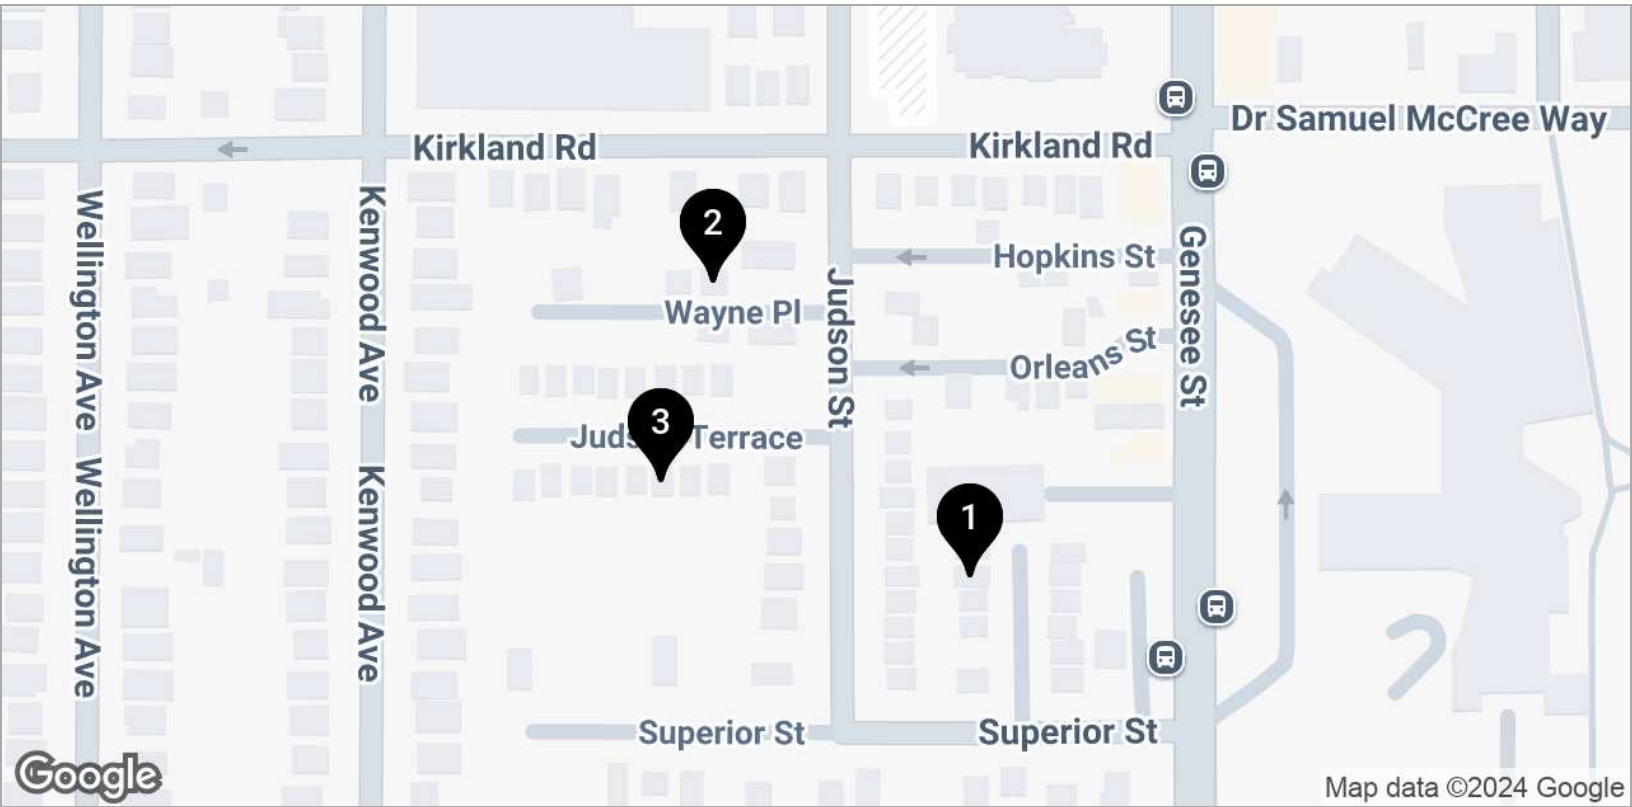 Dr Samuel McCree Way
Kirkland Rd
Kirkland Rd
Wellington Ave
Kenwood Ave
2
Hopkins St
Genesee St
Judson St
Wayne Pl
Orleans St
3
Judson Terrace
Wellington Ave
Kenwood Ave
1
Superior St
Superior St
Google
Map data ©2024 Google